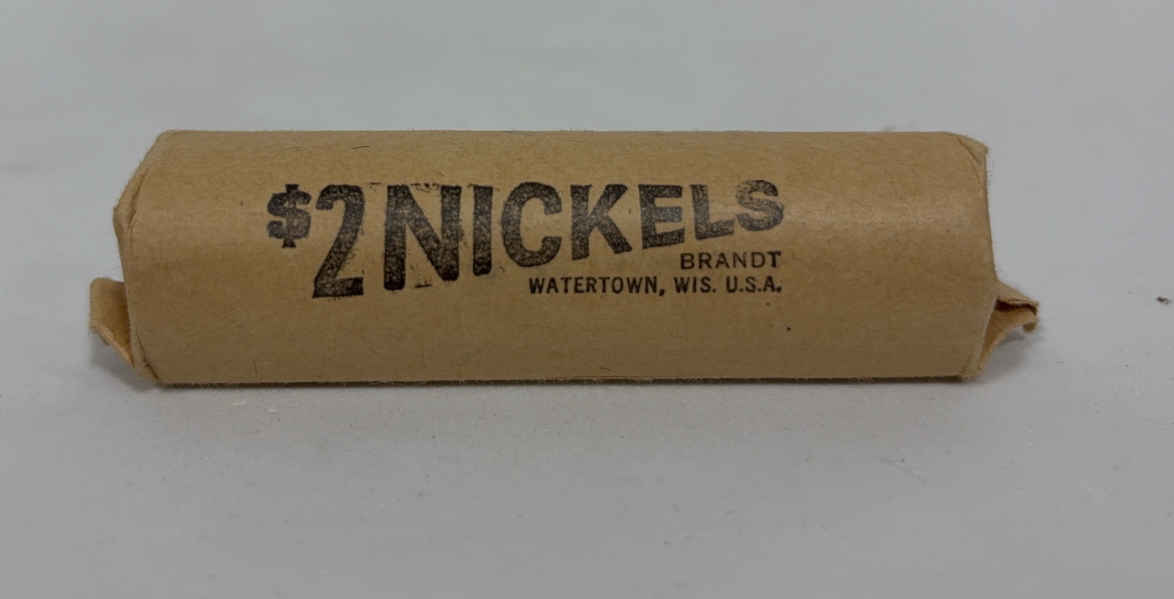 $2 NICKELS
BRANDT
WATERTOWN, WIS. U.S.A.